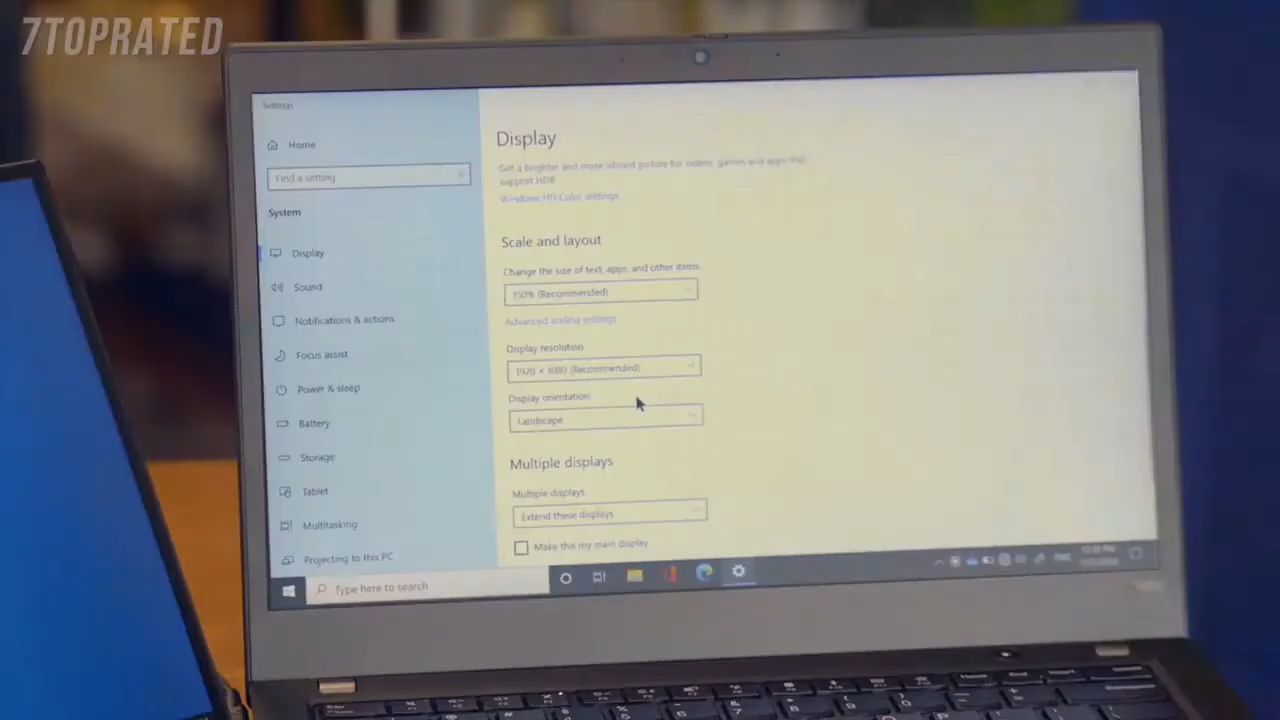 7TOPRATED
Settings
Home
Find a setting
System
Display
Sound
Notifications & actions
Focus assist
Power & sleep
Battery
Storage
Tablet
Multitasking
Projecting to this PC
Display
Get a brighter and more vibrant picture for videos, games and apps that
support HDR.
Windows HD Color settings
Scale and layout
Change the size of text, apps, and other items
150% (Recommended)
Advanced scaling settings
Display resolution
1920 × 1080 (Recommended)
Display orientation
Landscape
Multiple displays
Multiple displays
Extend these displays
Make this my main display
Type here to search